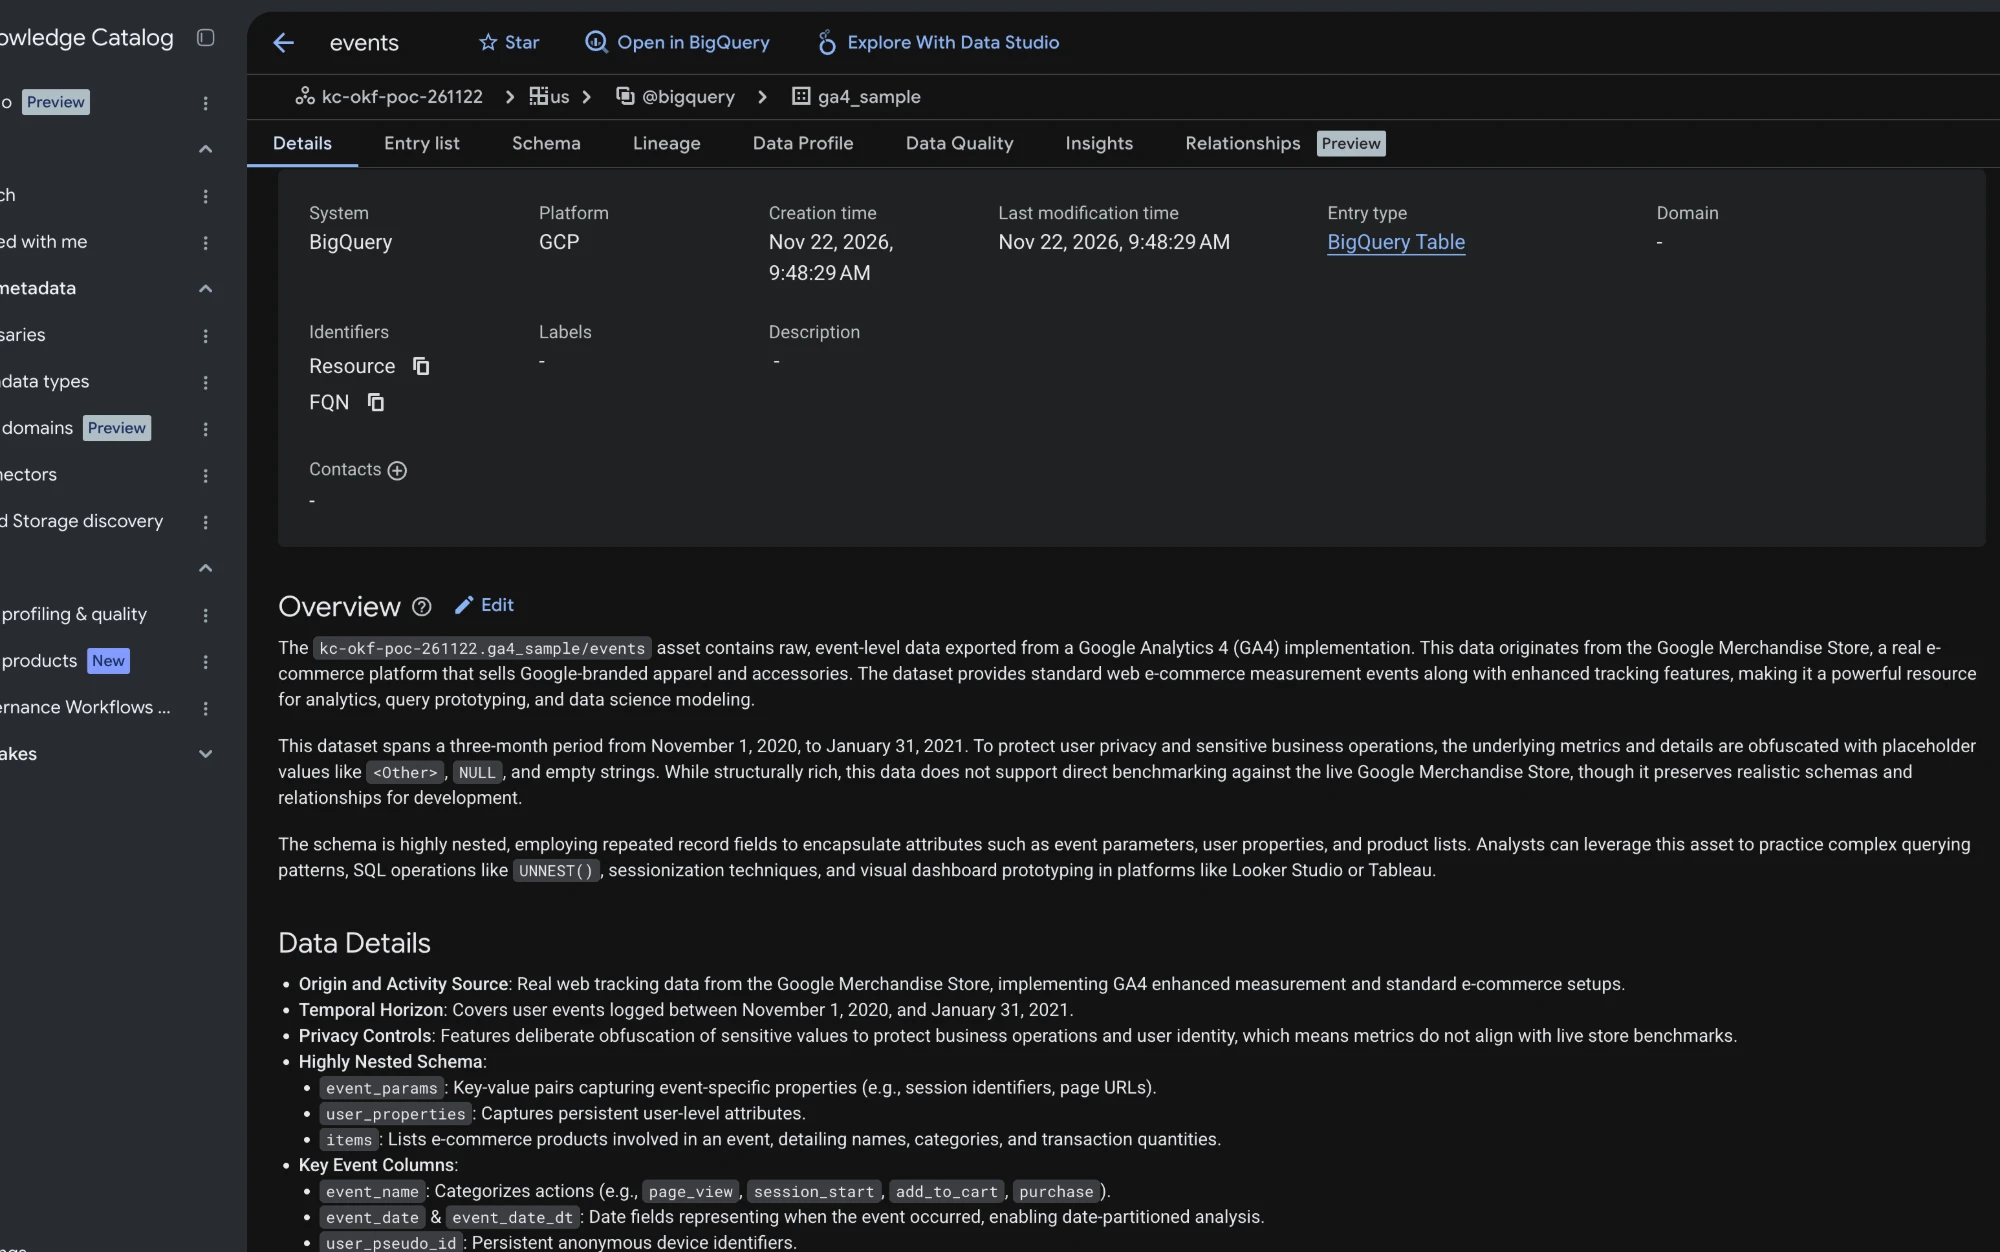 owledge Catalog
o Preview
ch
ed with me
metadata
saries
data types
domains Preview
nectors
d Storage discovery
profiling & quality
products New
ernance Workflows ...
akes
events Star Open in BigQuery Explore With Data Studio
kc-okf-poc-261122 us @bigquery ga4_sample
Details Entry list Schema Lineage Data Profile Data Quality Insights Relationships Preview
System Platform Creation time Last modification time Entry type Domain
BigQuery GCP Nov 22, 2026, Nov 22, 2026, 9:48:29 AM BigQuery Table -
9:48:29 AM
Identifiers Labels Description
Resource - -
FQN
Contacts
-
Overview Edit
The kc-okf-poc-261122.ga4_sample/events asset contains raw, event-level data exported from a Google Analytics 4 (GA4) implementation. This data originates from the Google Merchandise Store, a real e-
commerce platform that sells Google-branded apparel and accessories. The dataset provides standard web e-commerce measurement events along with enhanced tracking features, making it a powerful resource
for analytics, query prototyping, and data science modeling.
This dataset spans a three-month period from November 1, 2020, to January 31, 2021. To protect user privacy and sensitive business operations, the underlying metrics and details are obfuscated with placeholder
values like <Other>, NULL, and empty strings. While structurally rich, this data does not support direct benchmarking against the live Google Merchandise Store, though it preserves realistic schemas and
relationships for development.
The schema is highly nested, employing repeated record fields to encapsulate attributes such as event parameters, user properties, and product lists. Analysts can leverage this asset to practice complex querying
patterns, SQL operations like UNNEST(), sessionization techniques, and visual dashboard prototyping in platforms like Looker Studio or Tableau.
Data Details
• Origin and Activity Source: Real web tracking data from the Google Merchandise Store, implementing GA4 enhanced measurement and standard e-commerce setups.
• Temporal Horizon: Covers user events logged between November 1, 2020, and January 31, 2021.
• Privacy Controls: Features deliberate obfuscation of sensitive values to protect business operations and user identity, which means metrics do not align with live store benchmarks.
• Highly Nested Schema:
• event_params: Key-value pairs capturing event-specific properties (e.g., session identifiers, page URLs).
• user_properties: Captures persistent user-level attributes.
• items: Lists e-commerce products involved in an event, detailing names, categories, and transaction quantities.
• Key Event Columns:
• event_name: Categorizes actions (e.g., page_view, session_start, add_to_cart, purchase).
• event_date & event_date_dt: Date fields representing when the event occurred, enabling date-partitioned analysis.
• user_pseudo_id: Persistent anonymous device identifiers.